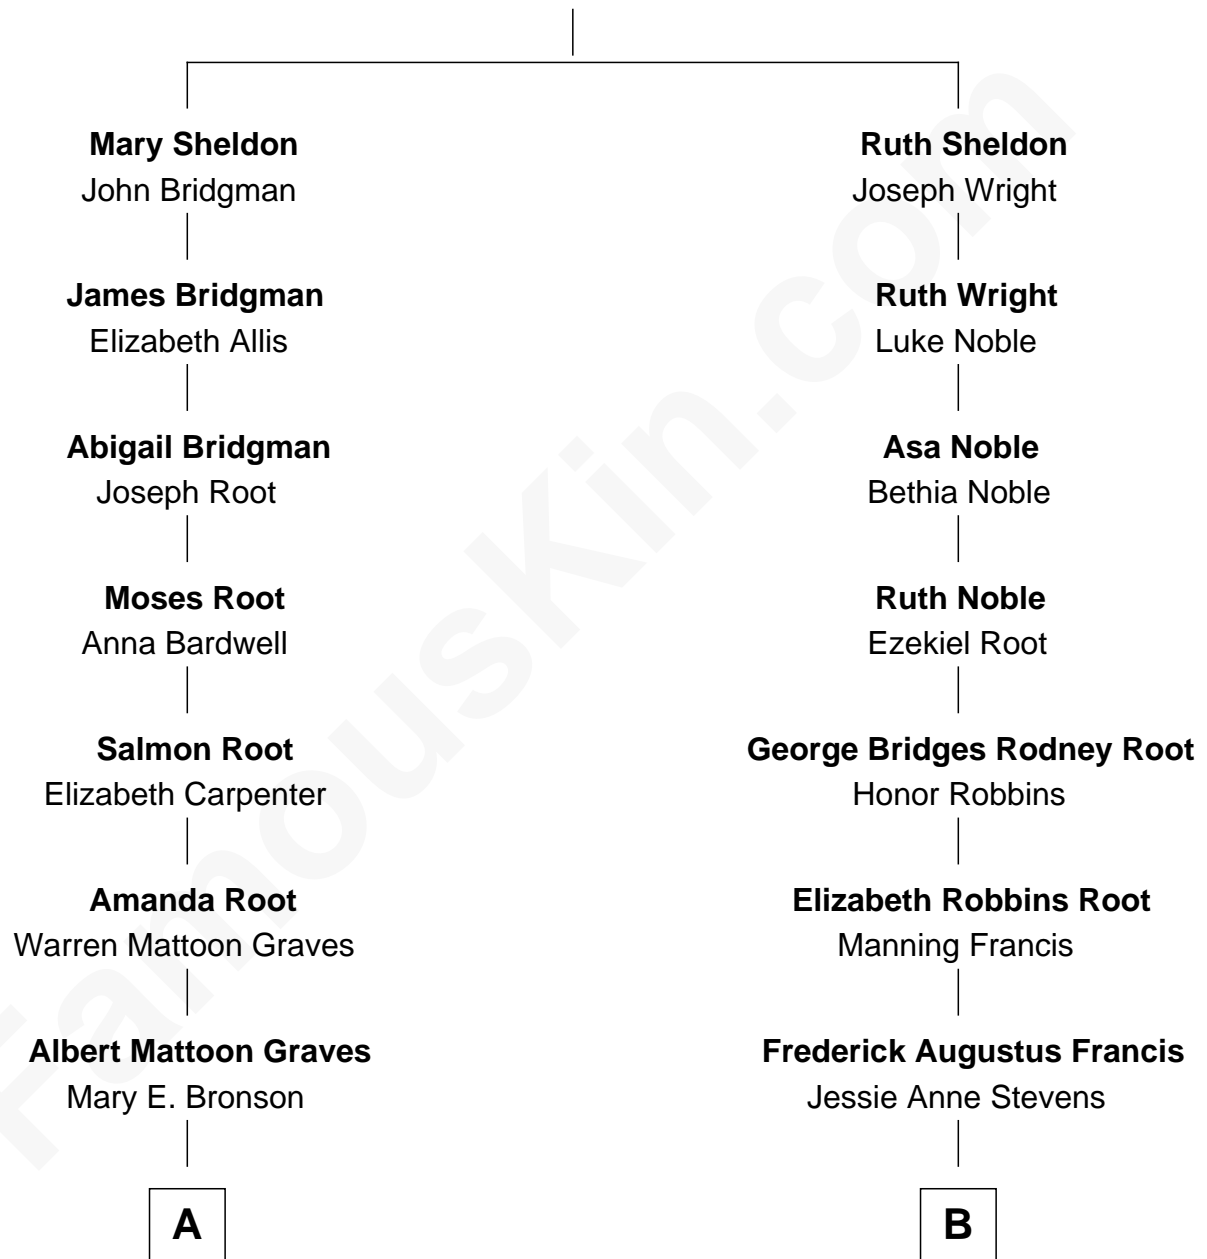 Mary Sheldon
John Bridgman
James Bridgman
Elizabeth Allis
Abigail Bridgman
Joseph Root
Moses Root
Anna Bardwell
Salmon Root
Elizabeth Carpenter
Amanda Root
Warren Mattoon Graves
Albert Mattoon Graves
Mary E. Bronson
A
Ruth Sheldon
Joseph Wright
Ruth Wright
Luke Noble
Asa Noble
Bethia Noble
Ruth Noble
Ezekiel Root
George Bridges Rodney Root
Honor Robbins
Elizabeth Robbins Root
Manning Francis
Frederick Augustus Francis
Jessie Anne Stevens
B
FamousKin.com